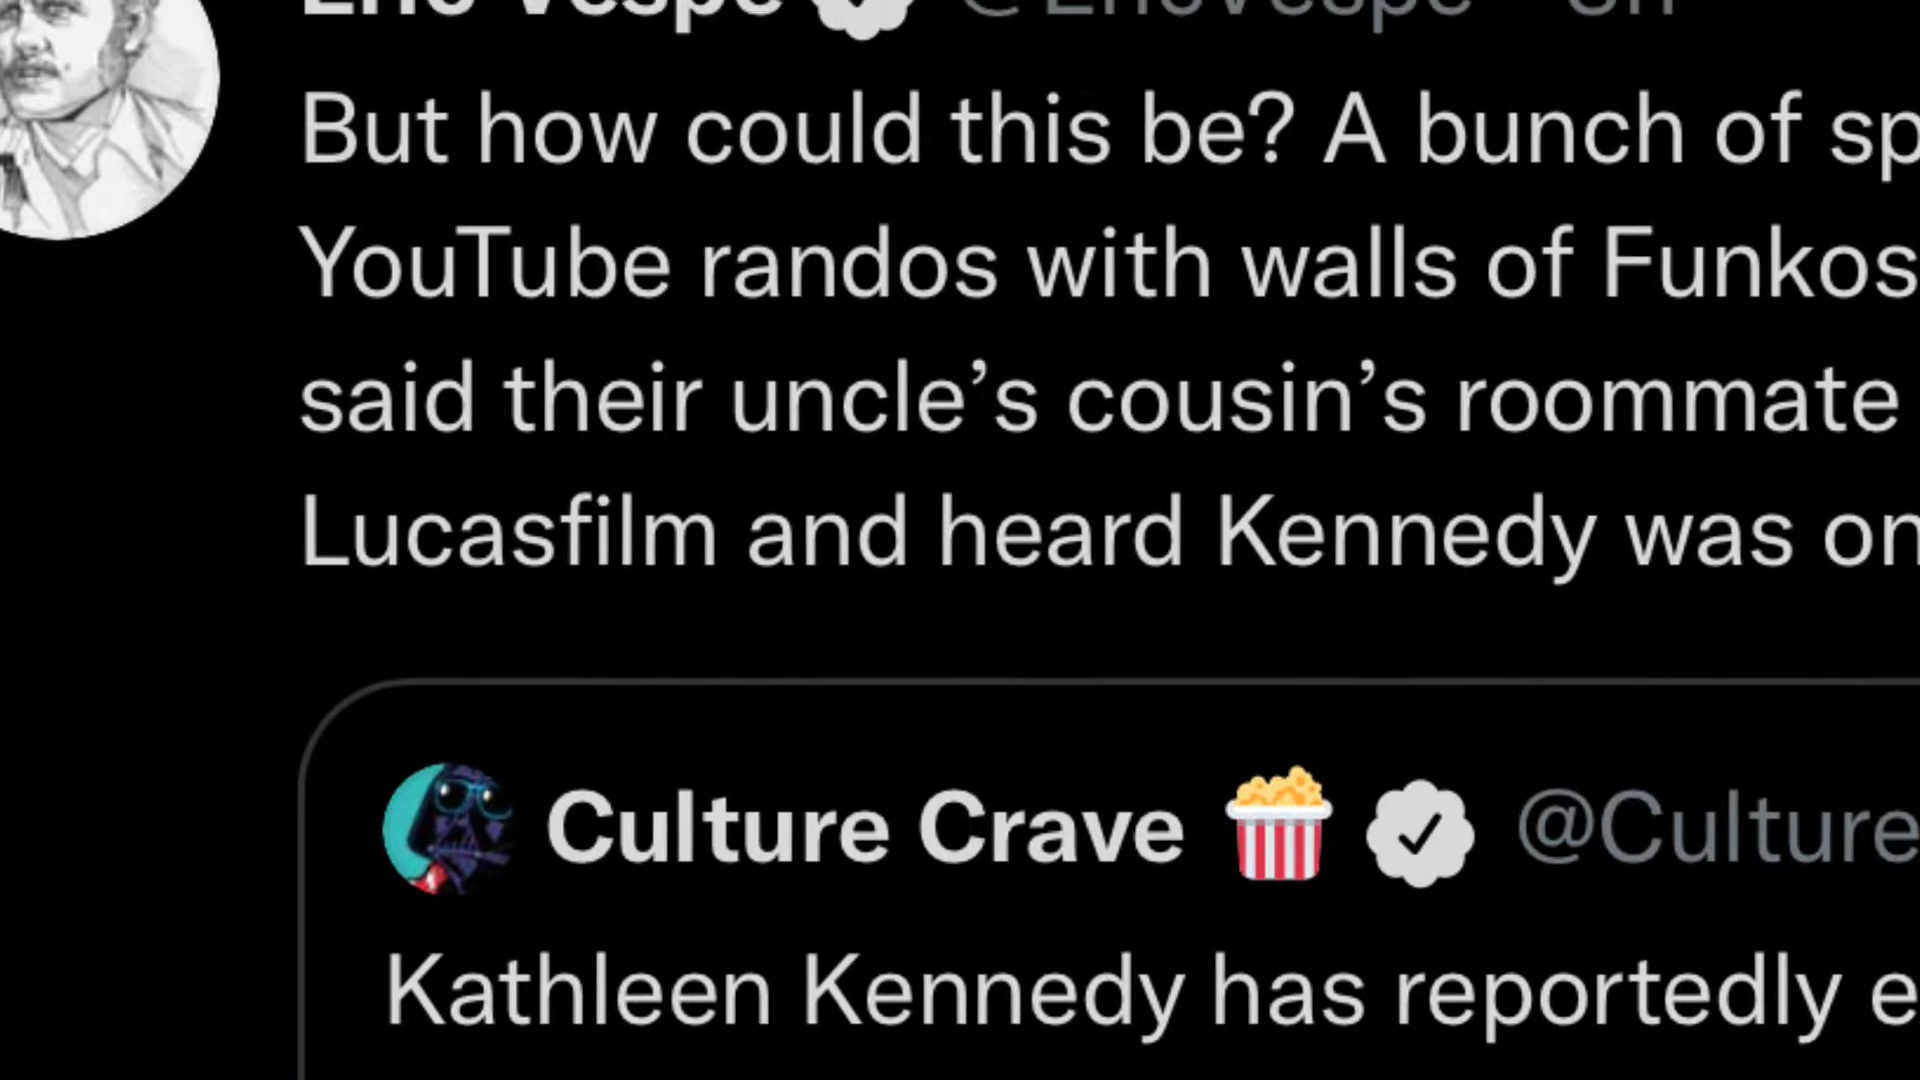 But how could this be? A bunch of sp
YouTube randos with walls of Funkos
said their uncle’s cousin’s roommate
Lucasfilm and heard Kennedy was on
Culture Crave 🍿 @Culture
Kathleen Kennedy has reportedly e